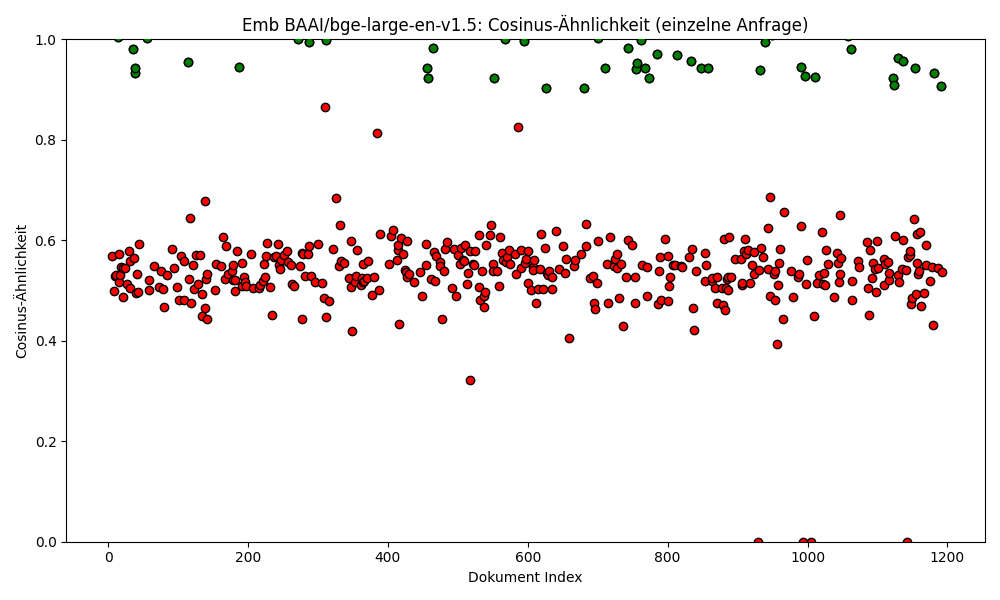 Emb BAAI/bge-large-en-v1.5: Cosinus-Ähnlichkeit (einzelne Anfrage)
1.0
0.8
0.6
0.4
0.2
0.0
Cosinus-Ähnlichkeit
0 200 400 600 800 1000 1200
Dokument Index